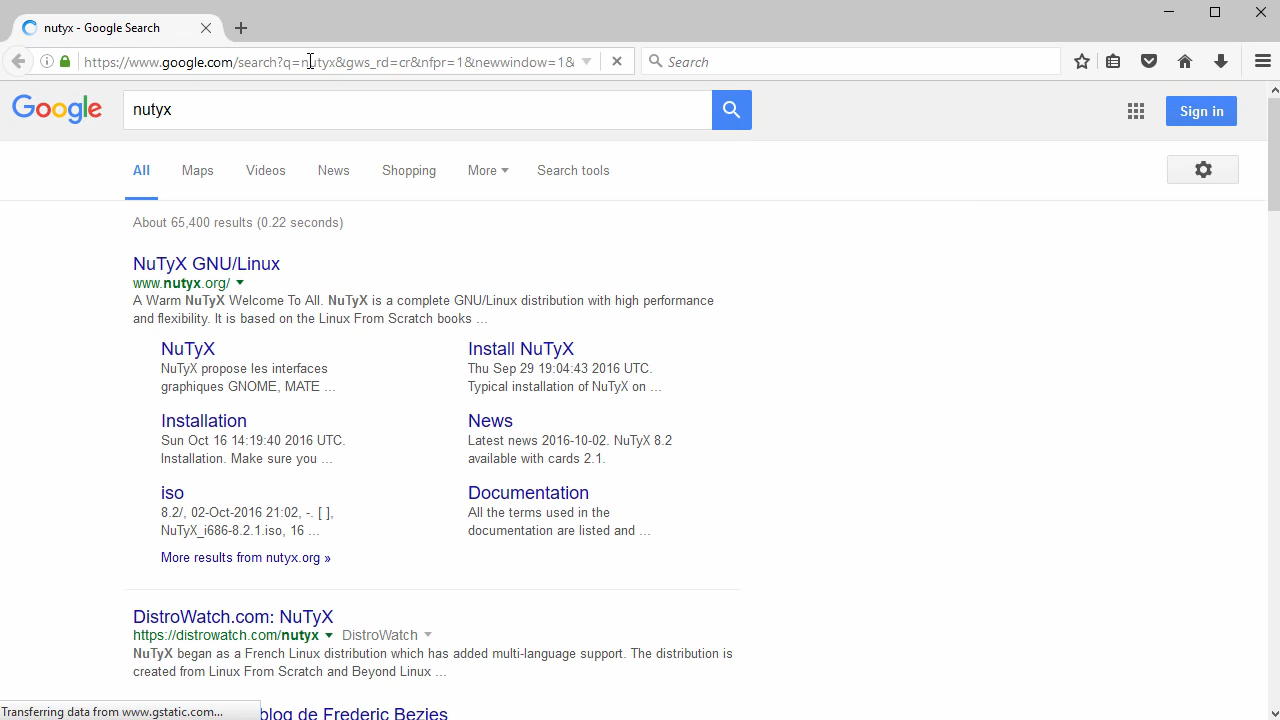 nutyx - Google Search
https://www.google.com/search?q=nutyx&gws_rd=cr&nfpr=1&newwindow=1&
Search
Google
nutyx
Sign in
All Maps Videos News Shopping More Search tools
About 65,400 results (0.22 seconds)
NuTyX GNU/Linux
www.nutyx.org/
A Warm NuTyX Welcome To All. NuTyX is a complete GNU/Linux distribution with high performance
and flexibility. It is based on the Linux From Scratch books ...
NuTyX
NuTyX propose les interfaces
graphiques GNOME, MATE ...
Install NuTyX
Thu Sep 29 19:04:43 2016 UTC.
Typical installation of NuTyX on ...
Installation
Sun Oct 16 14:19:40 2016 UTC.
Installation. Make sure you ...
News
Latest news 2016-10-02. NuTyX 8.2
available with cards 2.1.
iso
8.2/, 02-Oct-2016 21:02, -. [ ],
NuTyX_i686-8.2.1.iso, 16 ...
Documentation
All the terms used in the
documentation are listed and ...
More results from nutyx.org »
DistroWatch.com: NuTyX
https://distrowatch.com/nutyx DistroWatch
NuTyX began as a French Linux distribution which has added multi-language support. The distribution is
created from Linux From Scratch and Beyond Linux ...
blog de Frederic Bezies
Transferring data from www.gstatic.com...